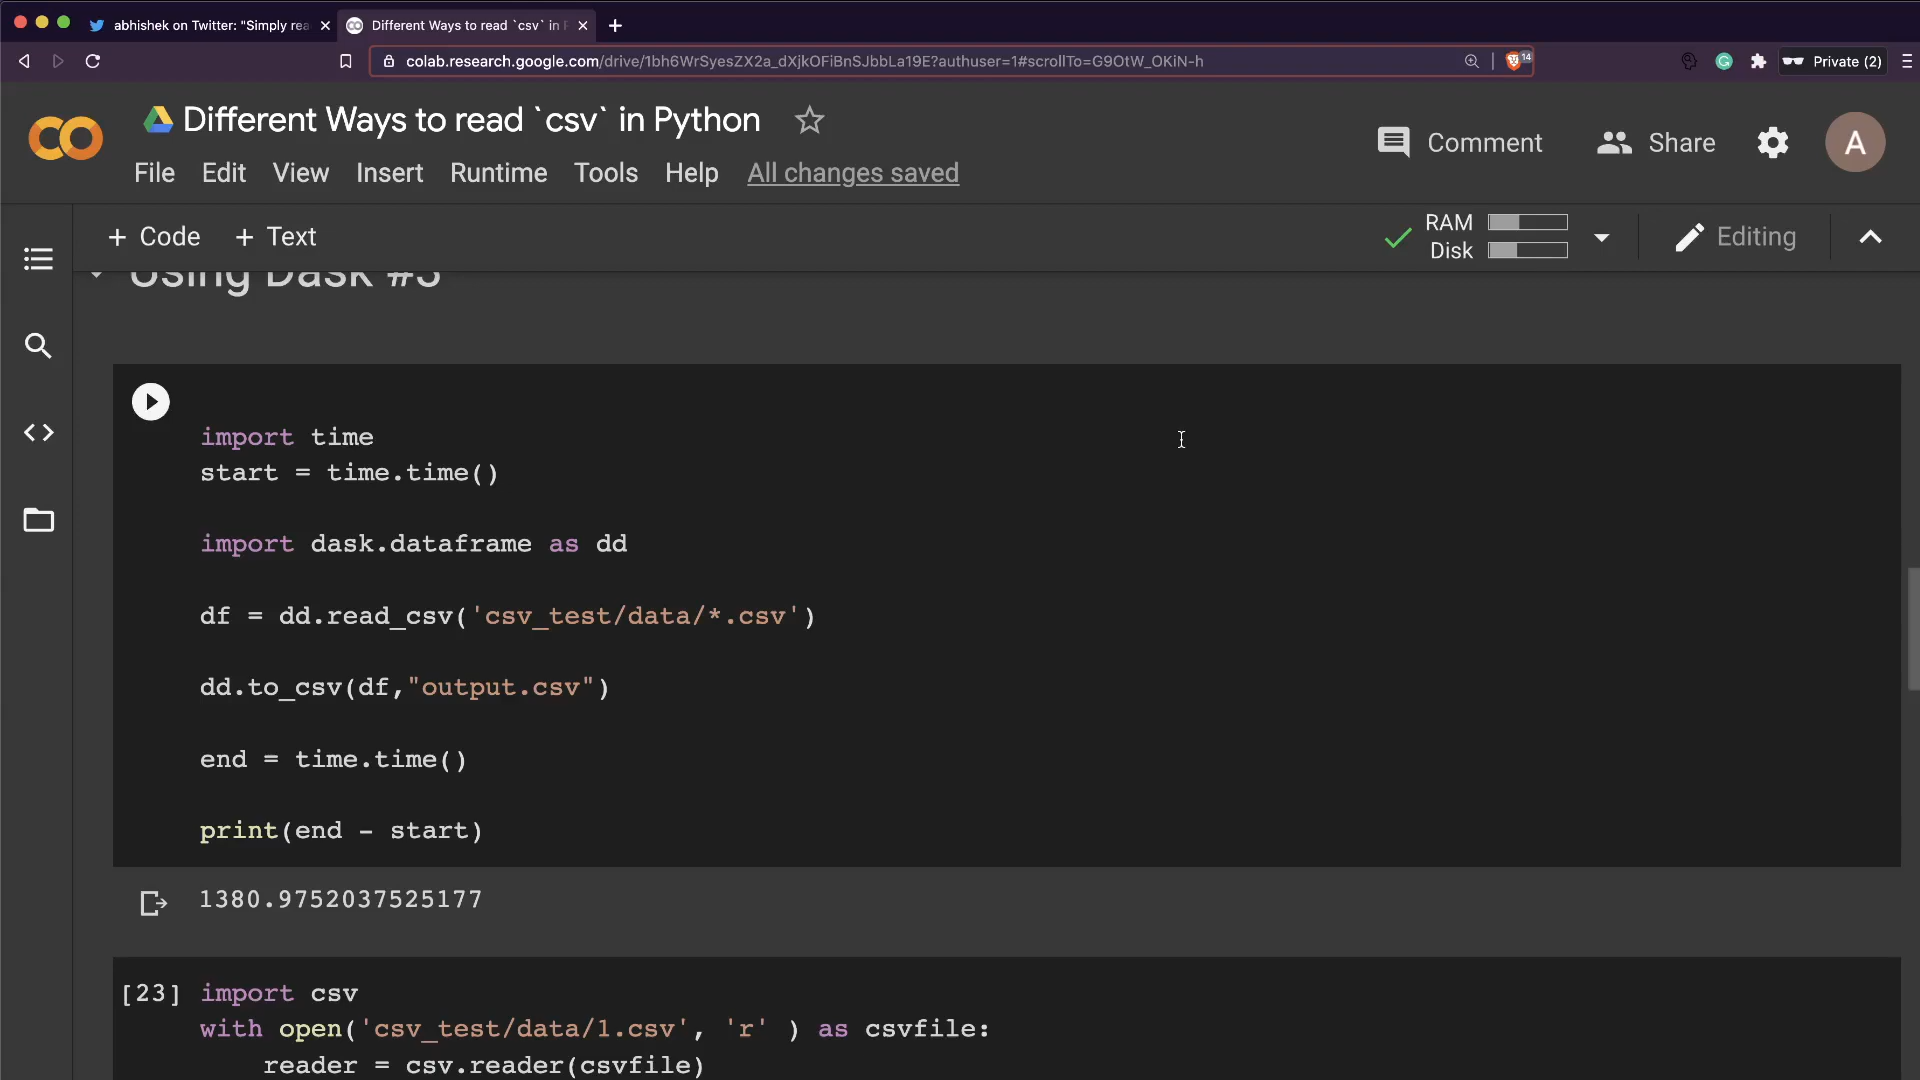 abhishek on Twitter: "Simply rea
Different Ways to read `csv` in P
colab.research.google.com/drive/1bh6WrSyesZX2a_dXjkOFiBnSJbbLa19E?authuser=1#scrollTo=G9OtW_OKiN-h
14
Private (2)
Different Ways to read `csv` in Python
Comment
Share
A
File Edit View Insert Runtime Tools Help All changes saved
+ Code + Text
RAM
Disk
Editing
Using Dask #5
import time
start = time.time()
import dask.dataframe as dd
df = dd.read_csv('csv_test/data/*.csv')
dd.to_csv(df,"output.csv")
end = time.time()
print(end - start)
1380.9752037525177
[23] import csv
with open('csv_test/data/1.csv', 'r' ) as csvfile:
reader = csv.reader(csvfile)